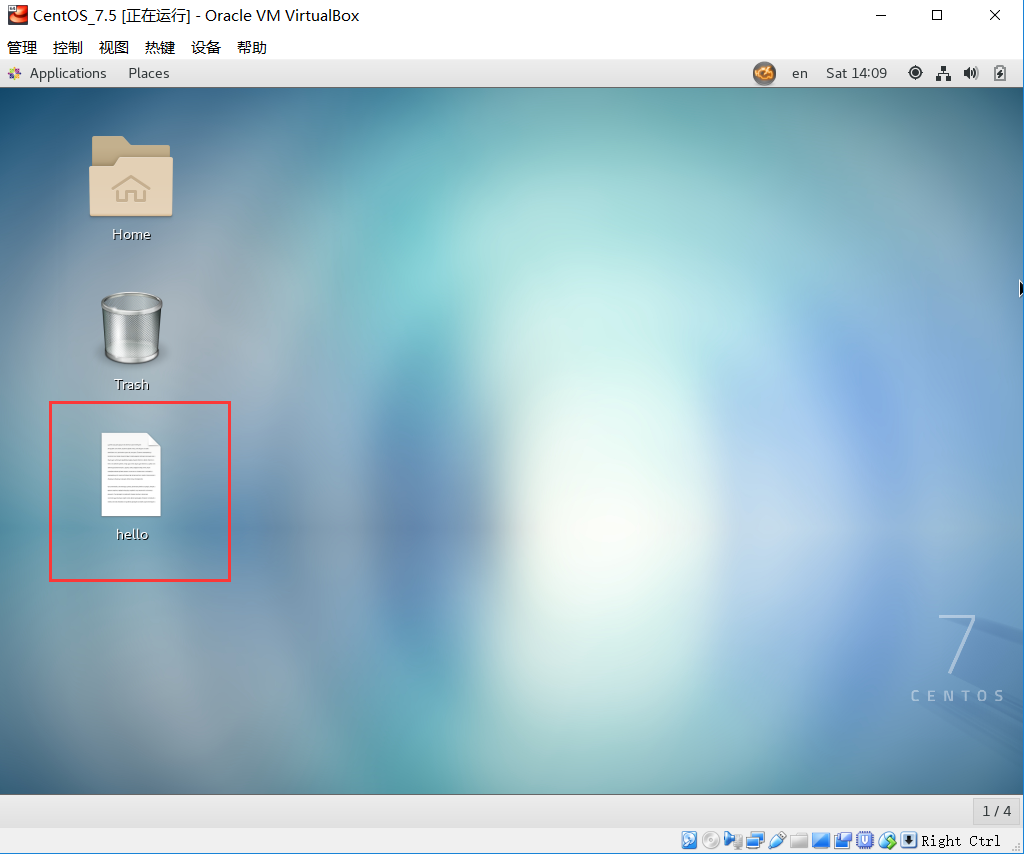 CentOS_7.5 [正在运行] - Oracle VM VirtualBox
管理 控制 视图 热键 设备 帮助
Applications Places en Sat 14:09
Home
Trash
hello
7
CENTOS
1 / 4
Right Ctrl